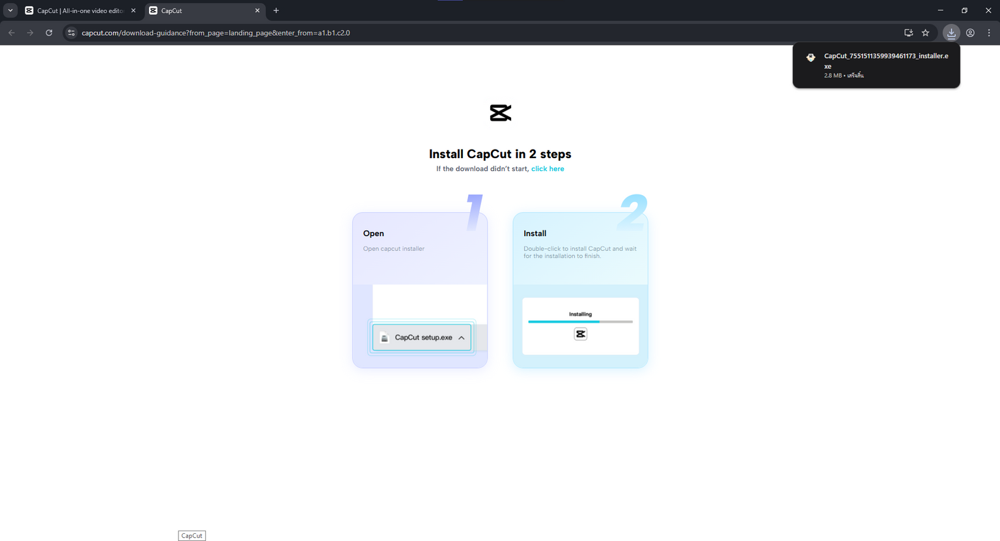 CapCut | All-in-one video edito
CapCut
capcut.com/download-guidance?from_page=landing_page&enter_from=a1.b1.c2.0
CapCut_7551511359939461173_installer.e
xe
2.8 MB • เสร็จสิ้น
Install CapCut in 2 steps
If the download didn't start, click here
1
Open
Open capcut installer
CapCut setup.exe
2
Install
Double-click to install CapCut and wait
for the installation to finish.
Installing
CapCut